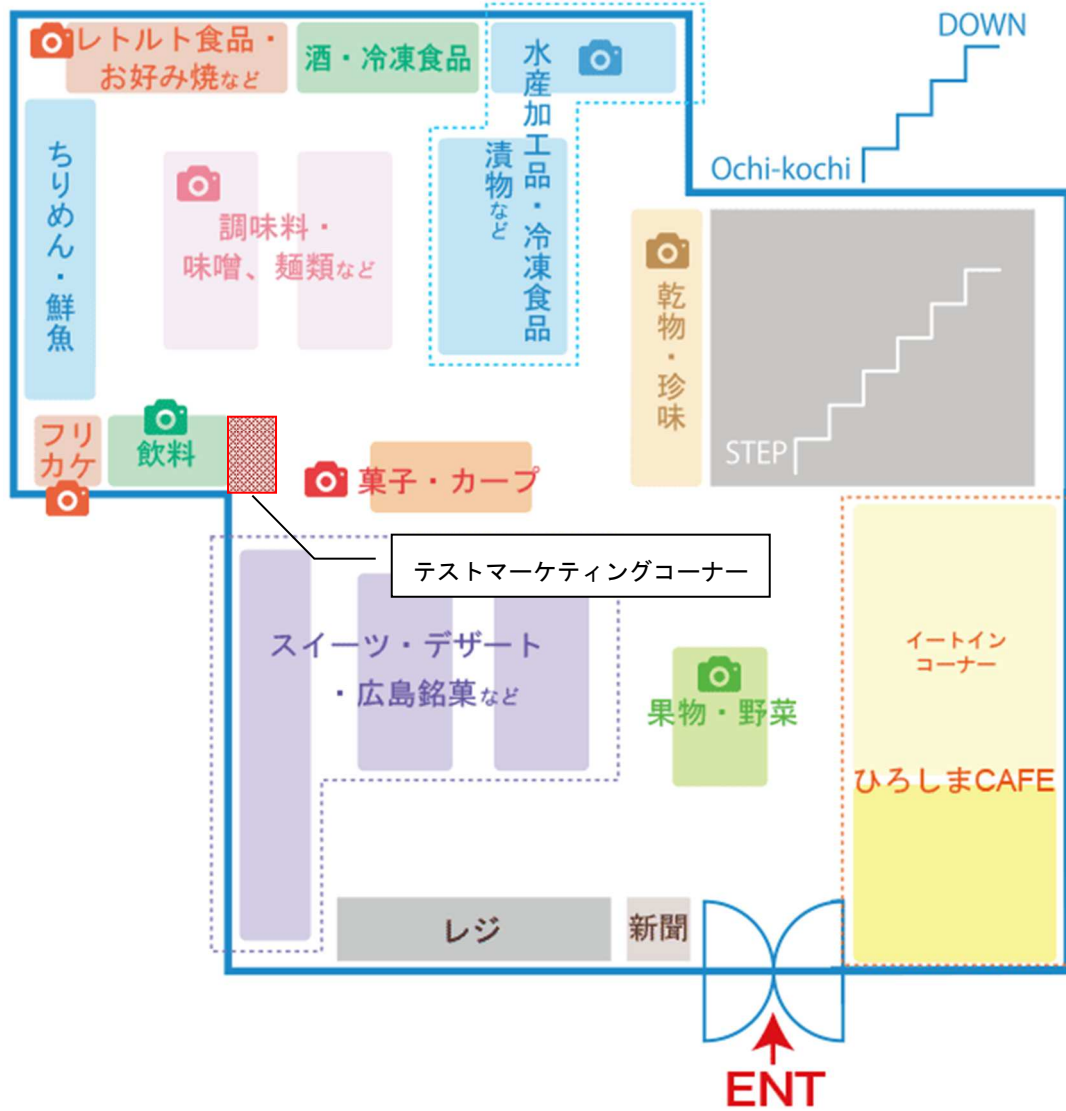 DOWN
レトルト食品・
お好み焼など
酒・冷凍食品
水産加工品・冷凍食品
漬物など
Ochi-kochi
ちりめん・鮮魚
調味料・
味噌、麺類など
乾物・珍味
STEP
フリ
カケ
飲料
菓子・カープ
テストマーケティングコーナー
スイーツ・デザート
・広島銘菓など
果物・野菜
イートイン
コーナー
ひろしまCAFE
レジ
新聞
ENT